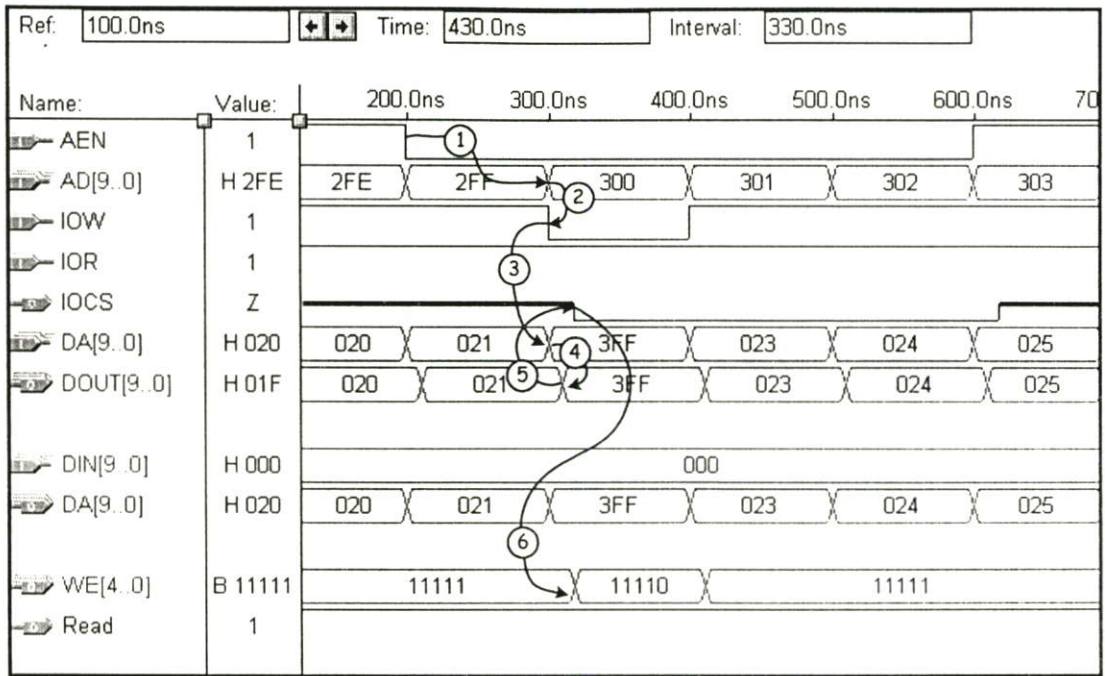 Ref: 100.0ns Time: 430.0ns Interval: 330.0ns
Name: Value: 200.0ns 300.0ns 400.0ns 500.0ns 600.0ns 70
AEN 1 1
AD[9..0] H 2FE 2FE 2FF 300 301 302 303
2
IOW 1
IOR 1 3
IOCS Z
DA[9..0] H 020 020 021 3FF 023 024 025
4
DOUT[9..0] H 01F 020 021 5 3FF 023 024 025
DIN[9..0] H 000 000
DA[9..0] H 020 020 021 3FF 023 024 025
6
WE[4..0] B 11111 11111 11110 11111
Read 1